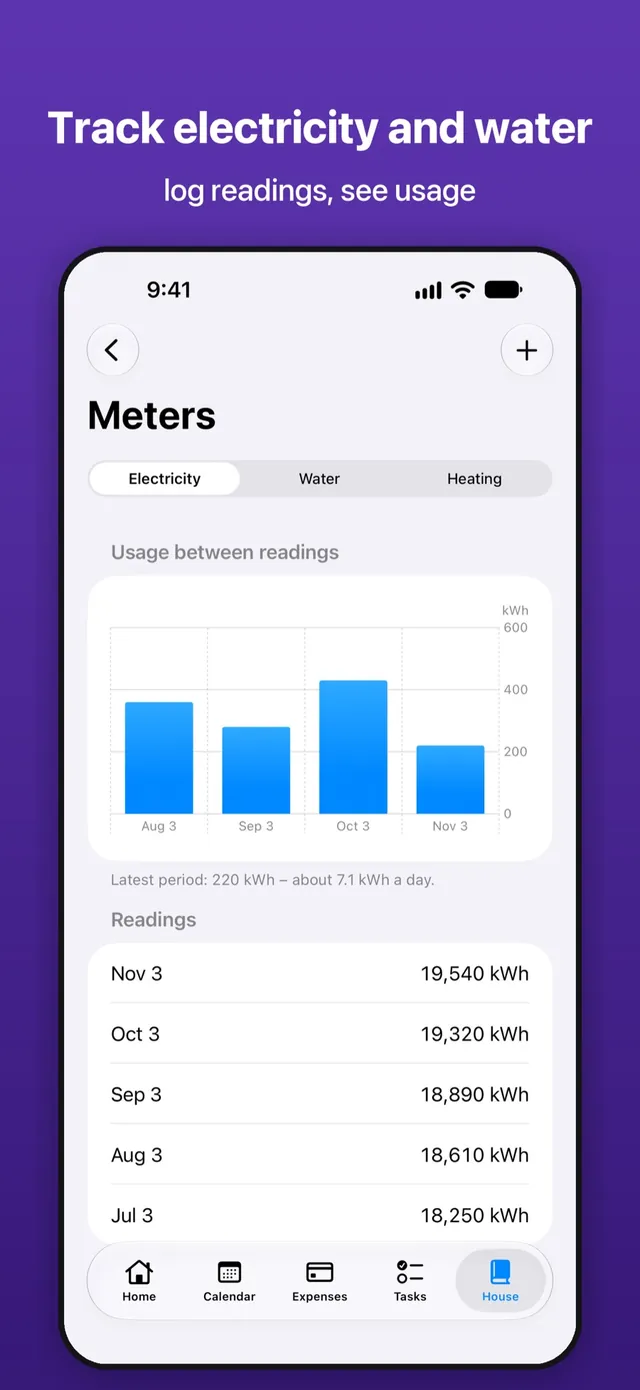 Track electricity and water
log readings, see usage
9:41
Meters
Electricity Water Heating
Usage between readings
kWh
600
400
200
0
Aug 3 Sep 3 Oct 3 Nov 3
Latest period: 220 kWh – about 7.1 kWh a day.
Readings
Nov 3 19,540 kWh
Oct 3 19,320 kWh
Sep 3 18,890 kWh
Aug 3 18,610 kWh
Jul 3 18,250 kWh
Home Calendar Expenses Tasks House